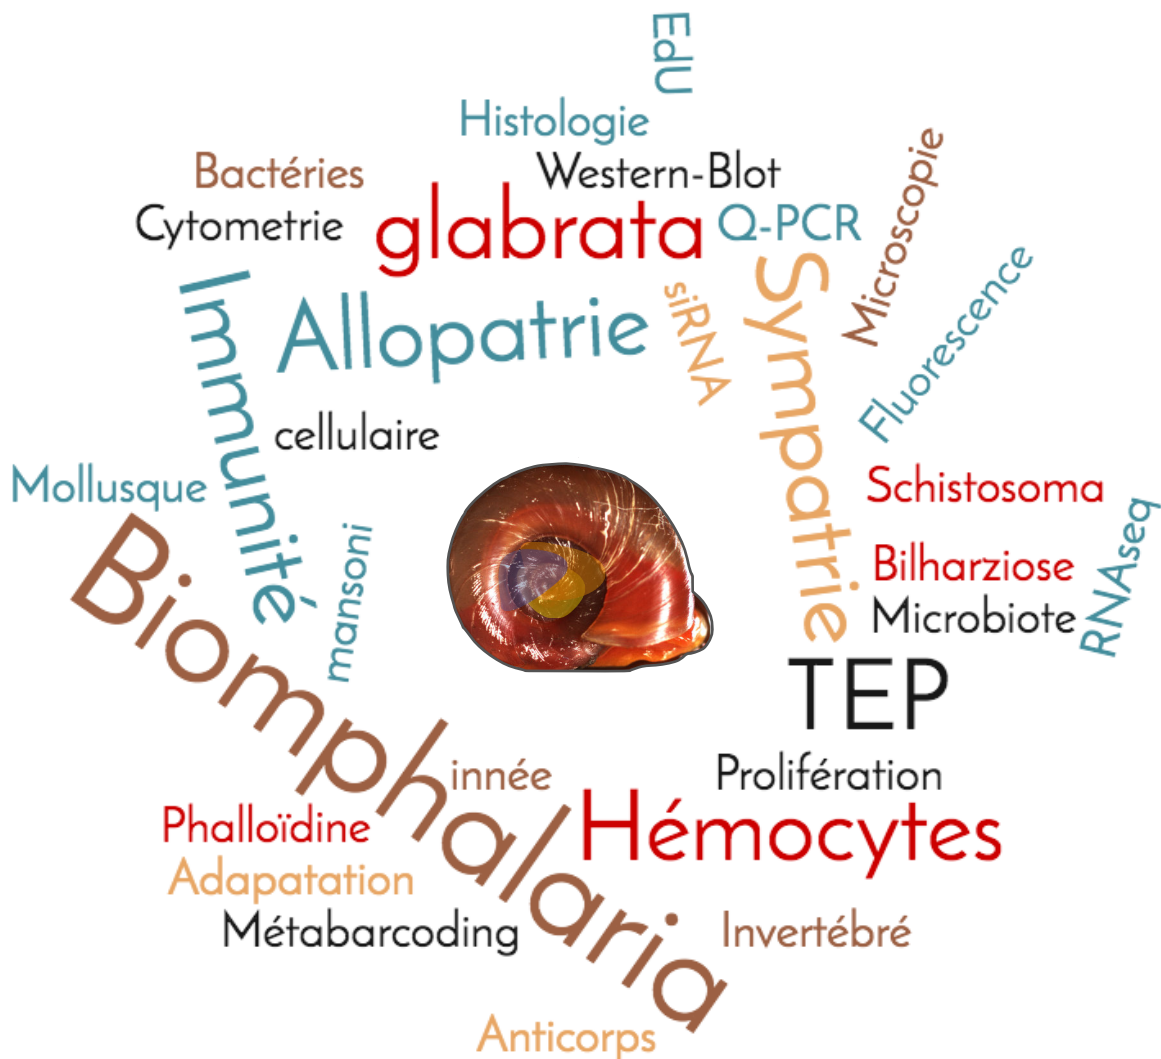 EdU
Histologie
Bactéries
Western-Blot
Microscopie
Cytometrie
glabrata
Q-PCR
Immunité
Allopatrie
siRNA
Sympatrie
Fluorescence
cellulaire
Mollusque
Schistosoma
mansoni
Bilharziose
RNAseq
Microbiote
Biomphalaria
TEP
innée
Prolifération
Phalloïdine
Hémocytes
Adapatation
Métabarcoding
Invertébré
Anticorps